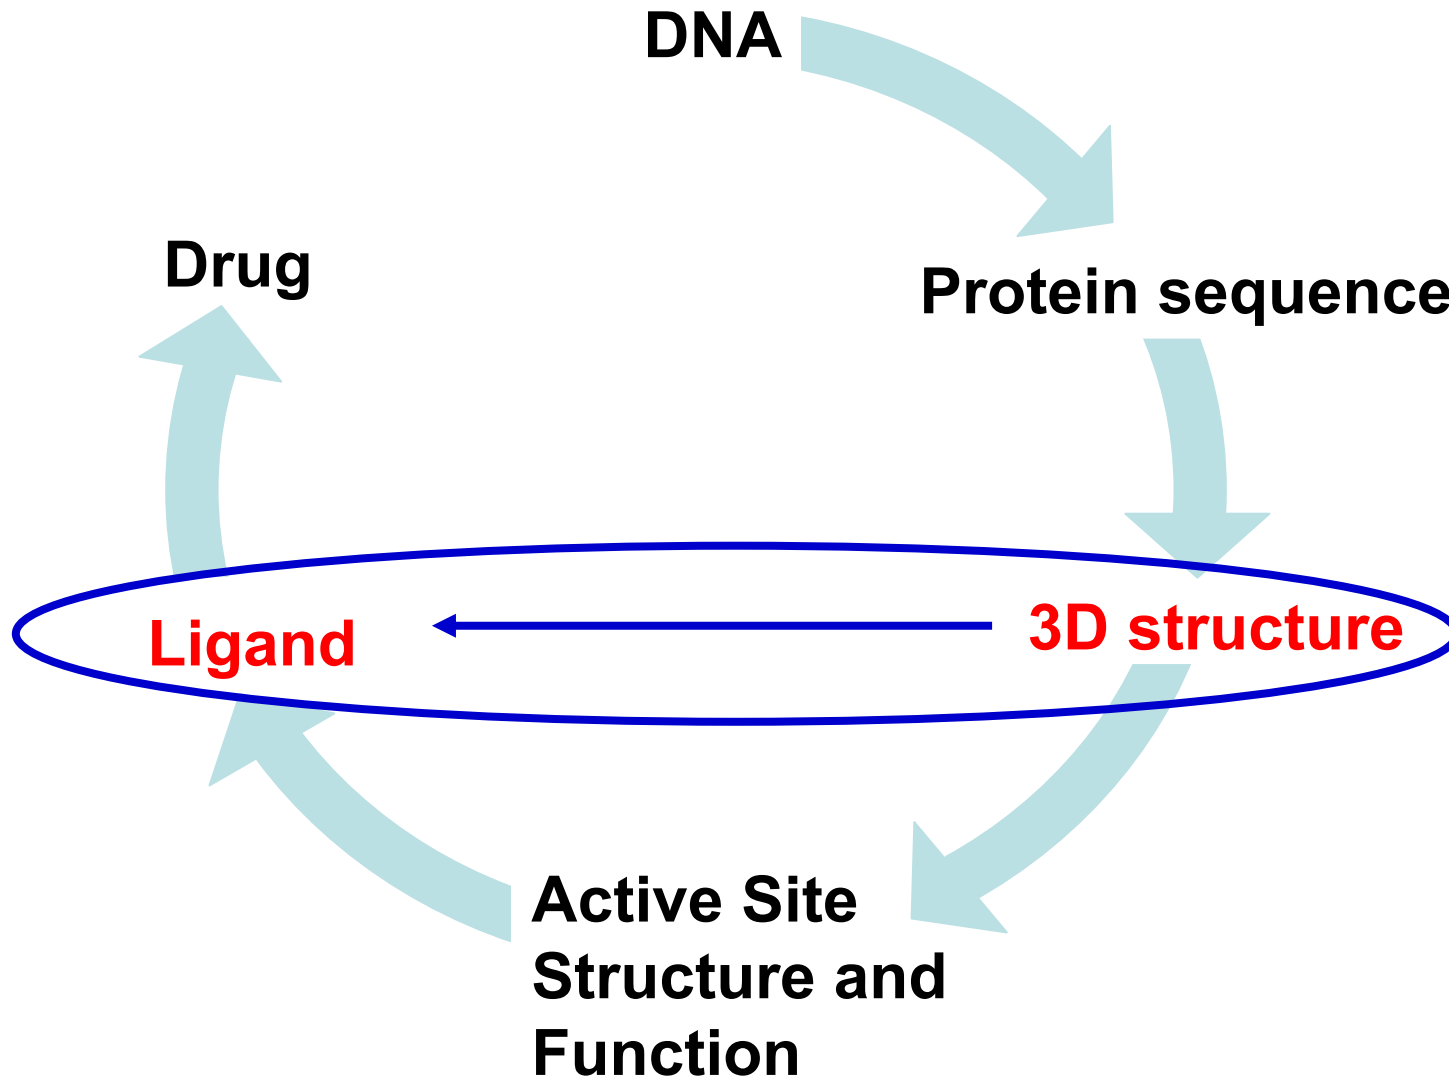 DNA
Drug
Protein sequence
Ligand
3D structure
Active Site
Structure and
Function